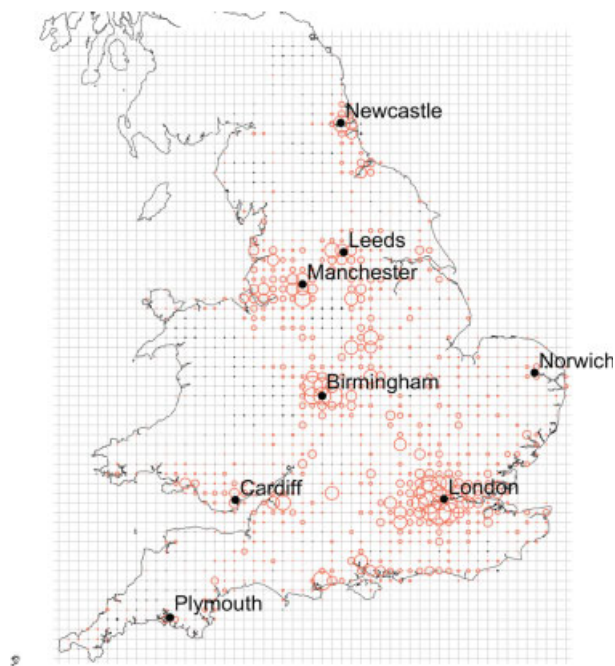 Newcastle
Leeds
Manchester
Norwich
Birmingham
Cardiff
London
Plymouth